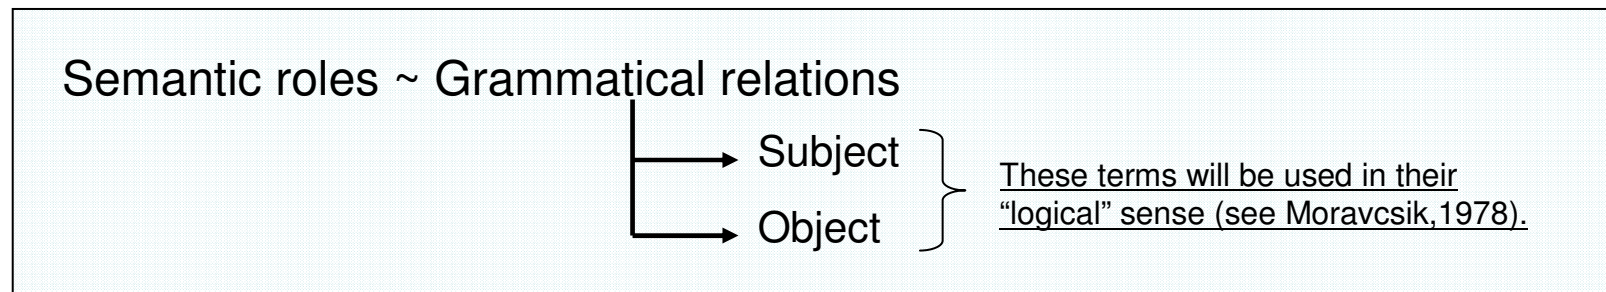 Semantic roles ~ Grammatical relations
Subject
Object
These terms will be used in their
“logical” sense (see Moravcsik,1978).